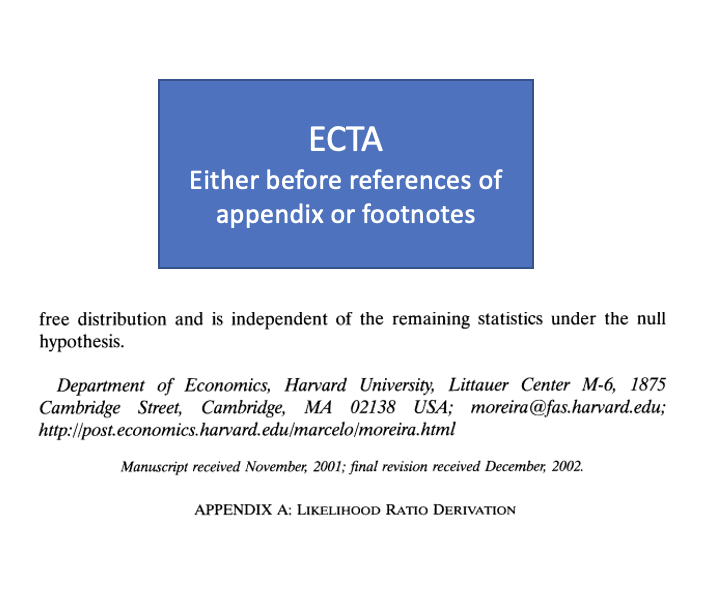 ECTA
Either before references of
appendix or footnotes
free distribution and is independent of the remaining statistics under the null
hypothesis.
Department of Economics, Harvard University, Littauer Center M-6, 1875
Cambridge Street, Cambridge, MA 02138 USA; moreira@fas.harvard.edu;
http://post.economics.harvard.edu/marcelo/moreira.html
Manuscript received November, 2001; final revision received December, 2002.
APPENDIX A: LIKELIHOOD RATIO DERIVATION